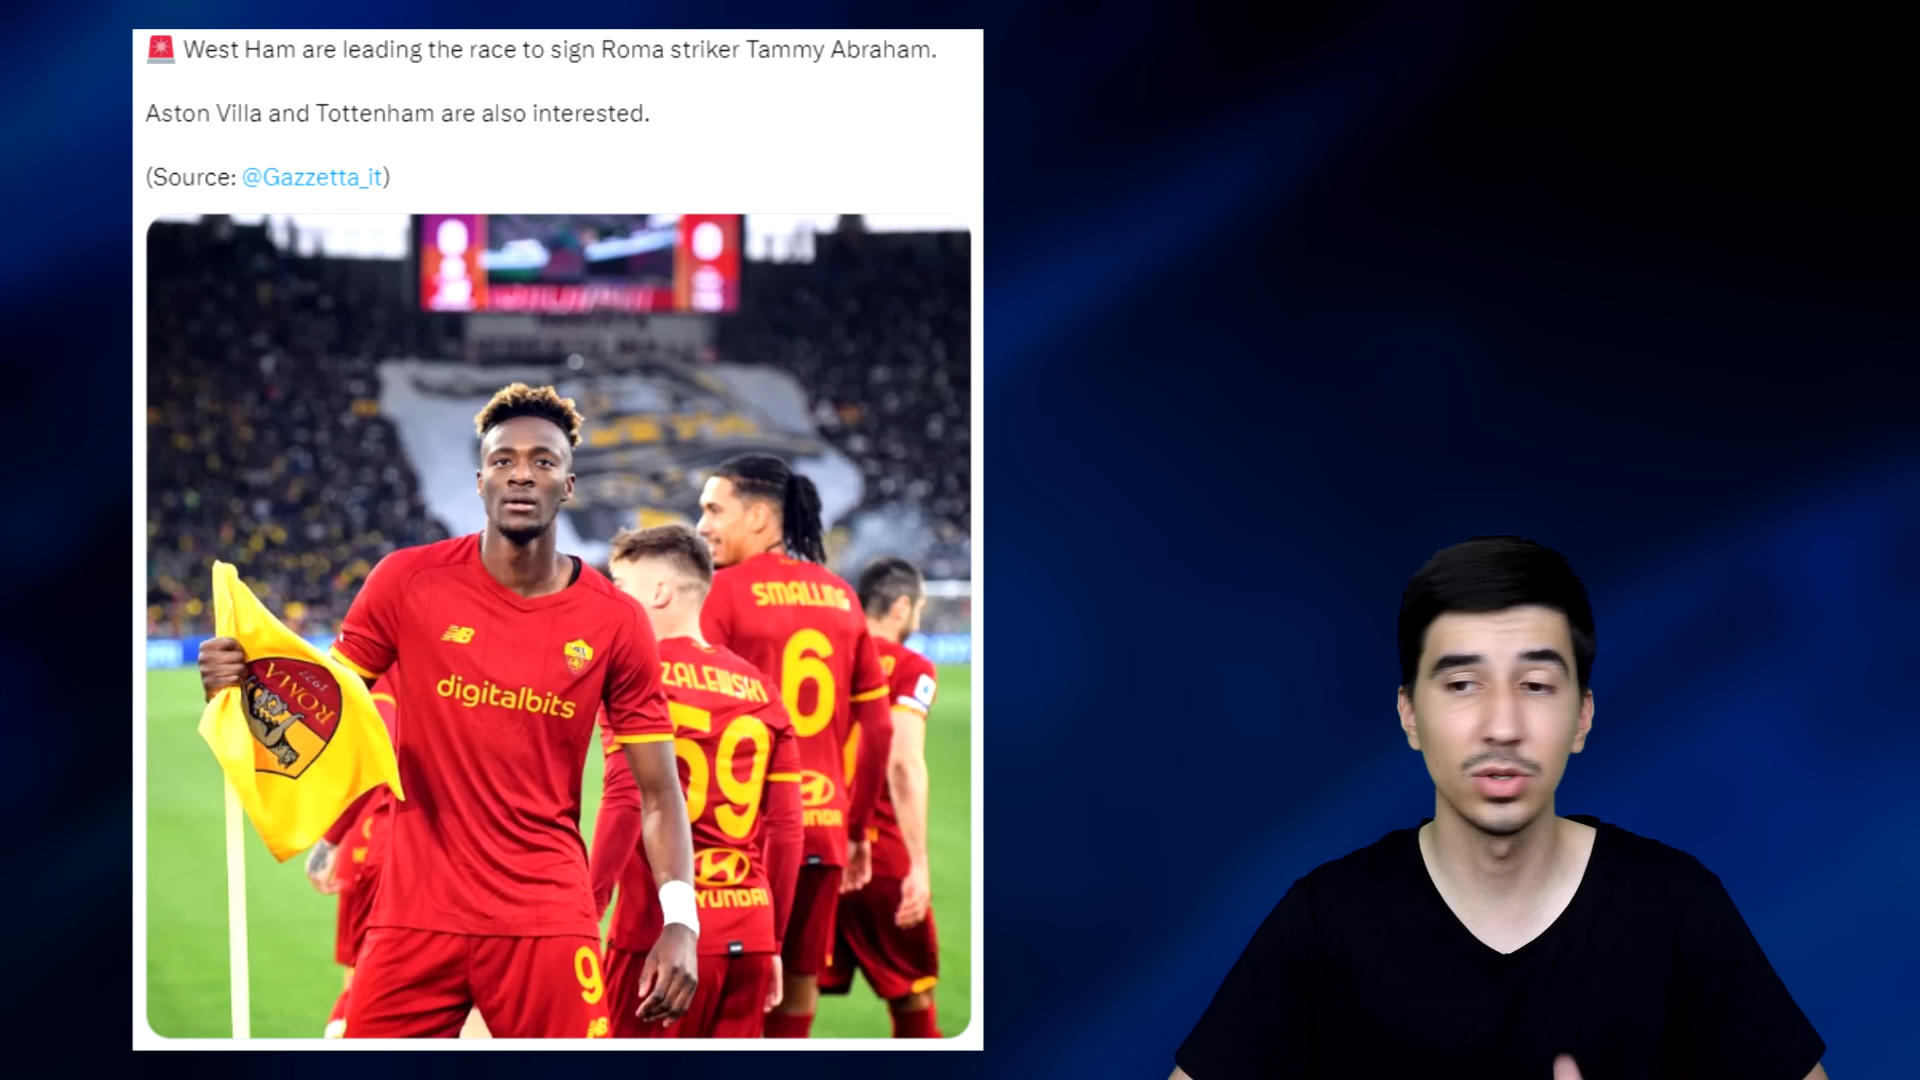 🚨 West Ham are leading the race to sign Roma striker Tammy Abraham.
Aston Villa and Tottenham are also interested.
(Source: @Gazzetta_it)
SMALLING
6
ZALEWSKI
59
HYUNDAI
ROMA
1927
digitalbits
9